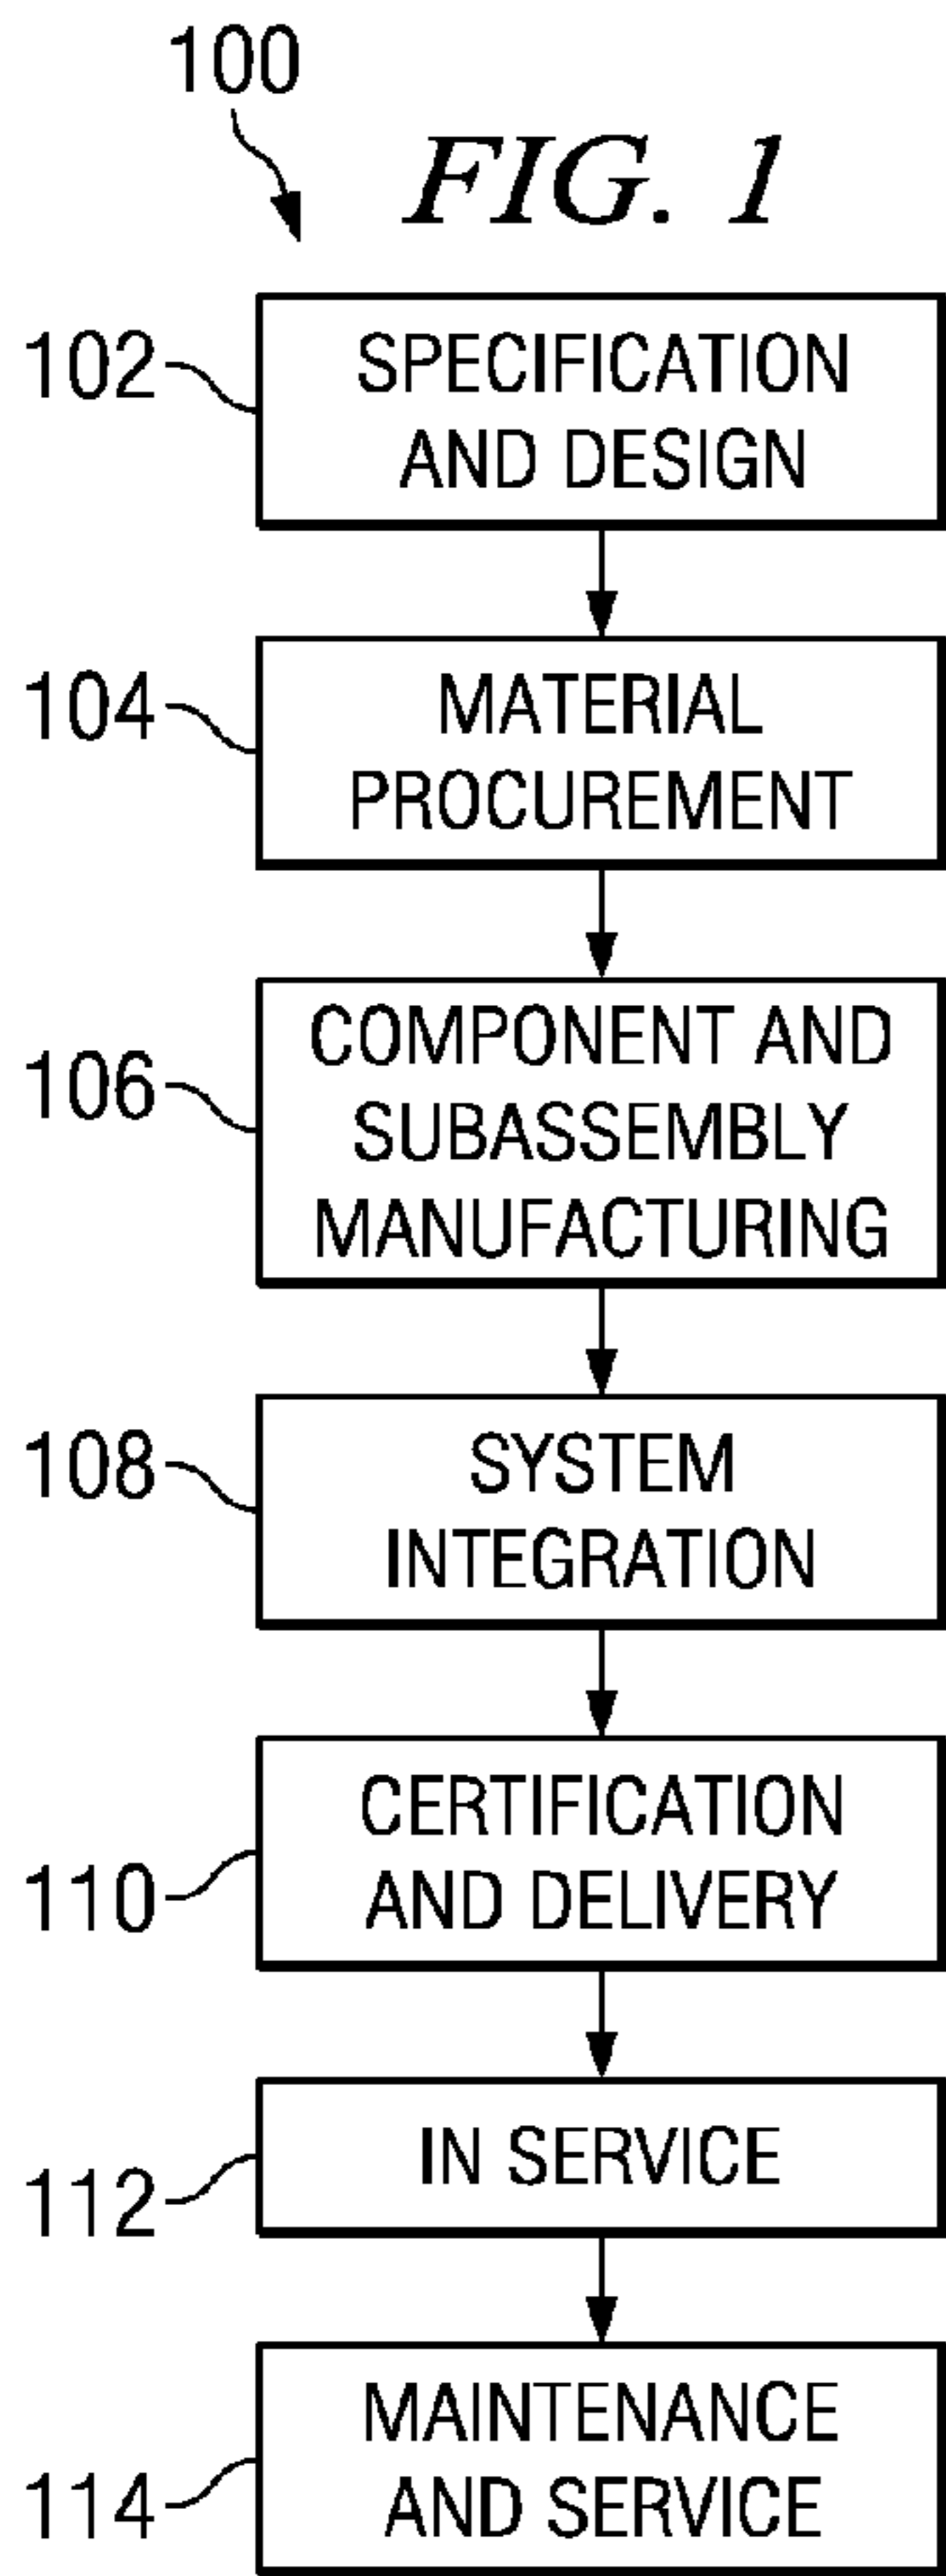 100
FIG. 1
102
SPECIFICATION
AND DESIGN
104
MATERIAL
PROCUREMENT
106
COMPONENT AND
SUBASSEMBLY
MANUFACTURING
108
SYSTEM
INTEGRATION
110
CERTIFICATION
AND DELIVERY
112
IN SERVICE
114
MAINTENANCE
AND SERVICE